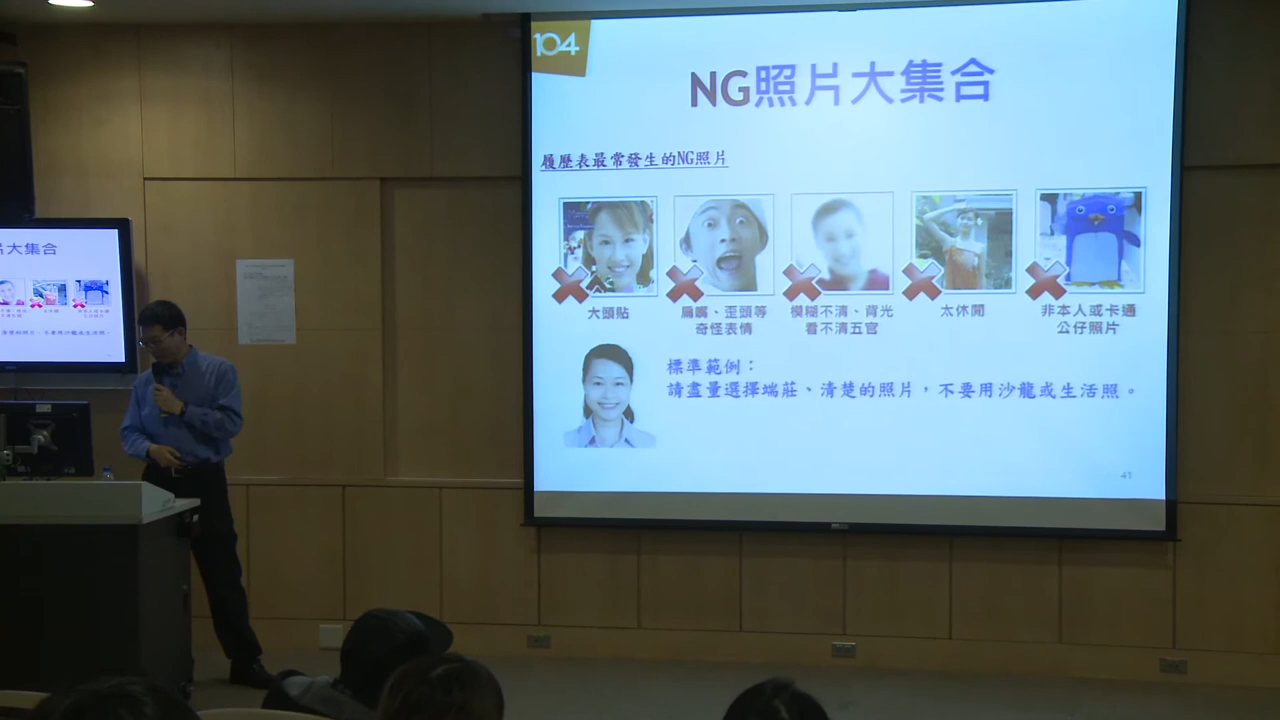 104
NG照片大集合
履歷表最常發生的NG照片
大頭貼
扁嘴、歪頭等
奇怪表情
模糊不清、背光
看不清五官
太休閒
非本人或卡通
公仔照片
標準範例：
請盡量選擇端莊、清楚的照片，不要用沙龍或生活照。
41
大集合